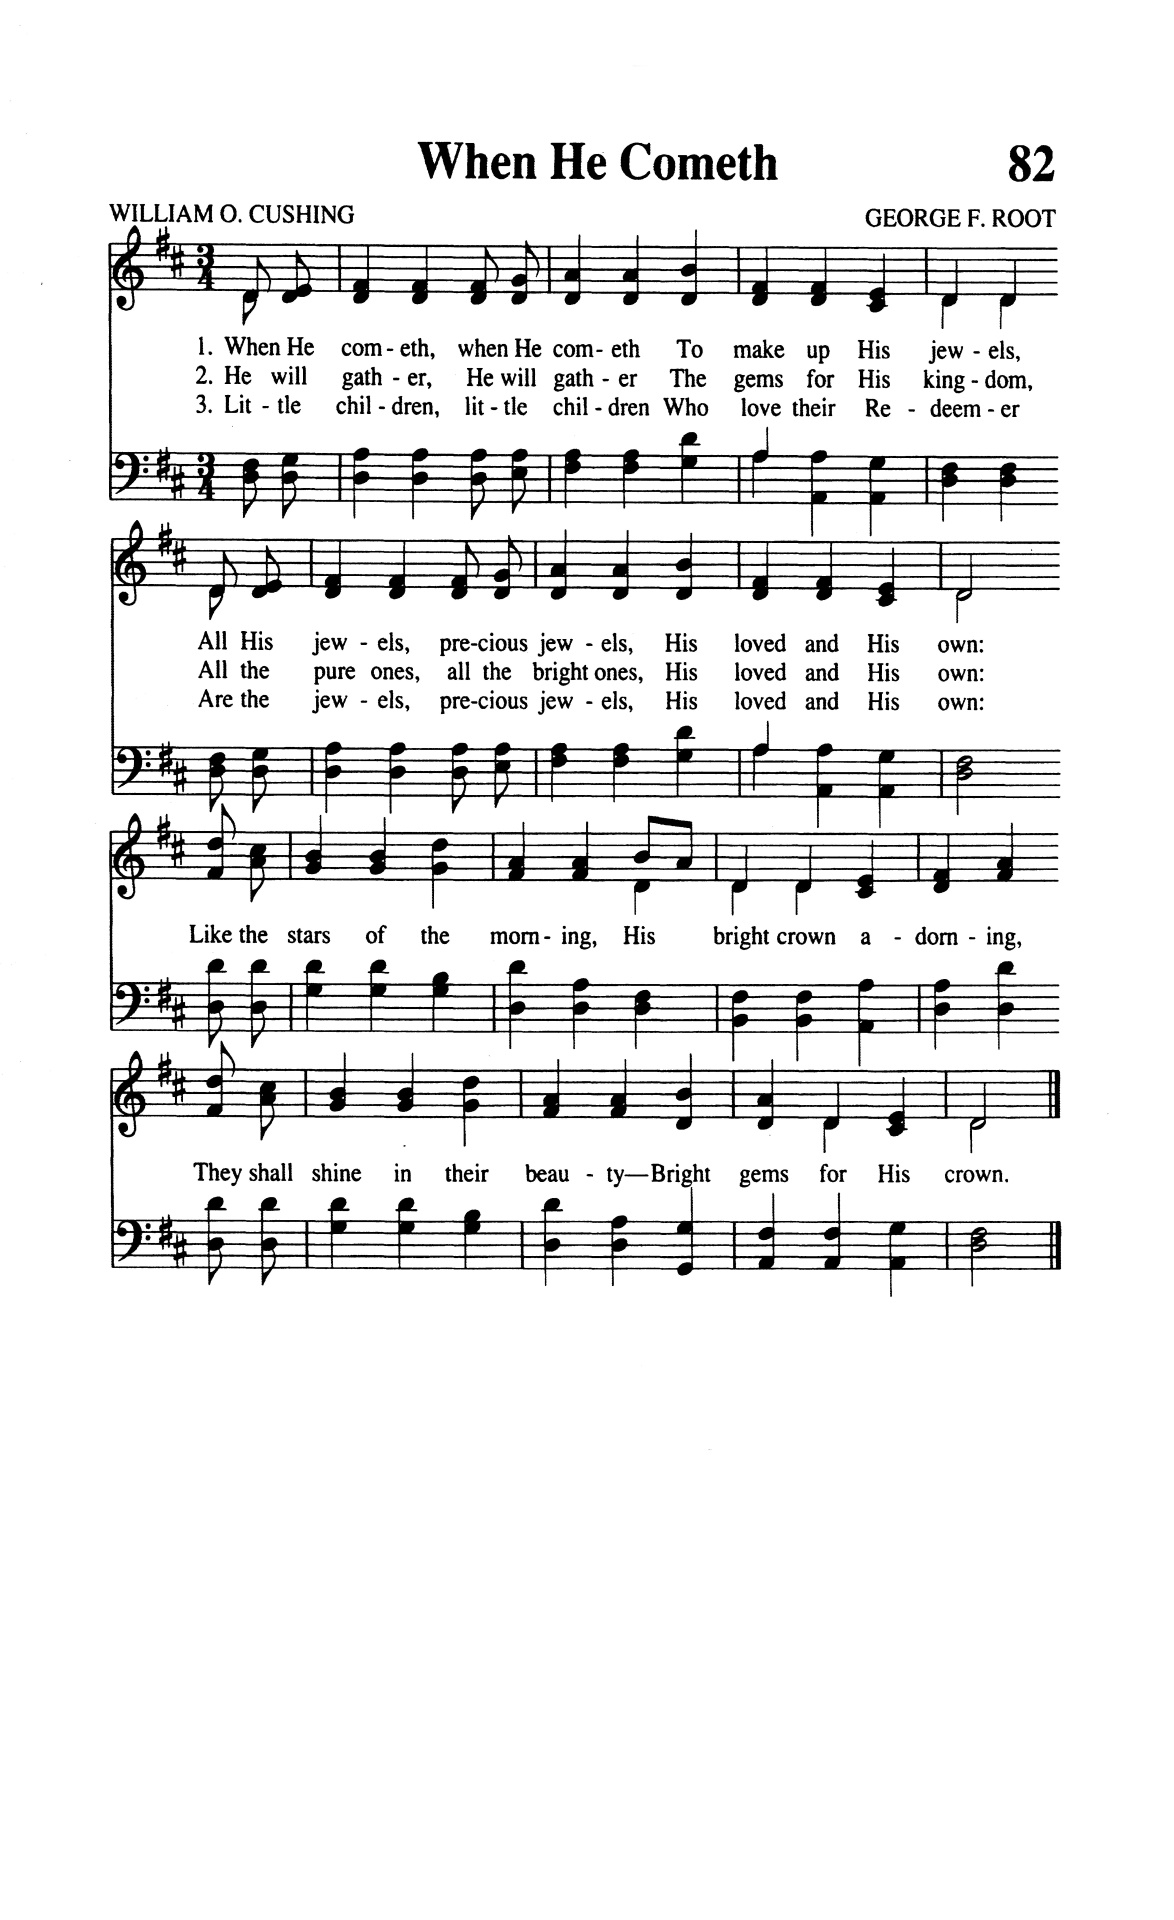 When He Cometh 82
WILLIAM O. CUSHING GEORGE F. ROOT
3 4
1. When He com - eth, when He com - eth To make up His jew - els,
2. He will gath - er, He will gath - er The gems for His king - dom,
3. Lit - tle chil - dren, lit - tle chil - dren Who love their Re - deem - er
3 4
All His jew - els, pre - cious jew - els, His loved and His own:
All the pure ones, all the bright ones, His loved and His own:
Are the jew - els, pre - cious jew - els, His loved and His own:
Like the stars of the morn - ing, His bright crown a - dorn - ing,
They shall shine in their beau - ty—Bright gems for His crown.